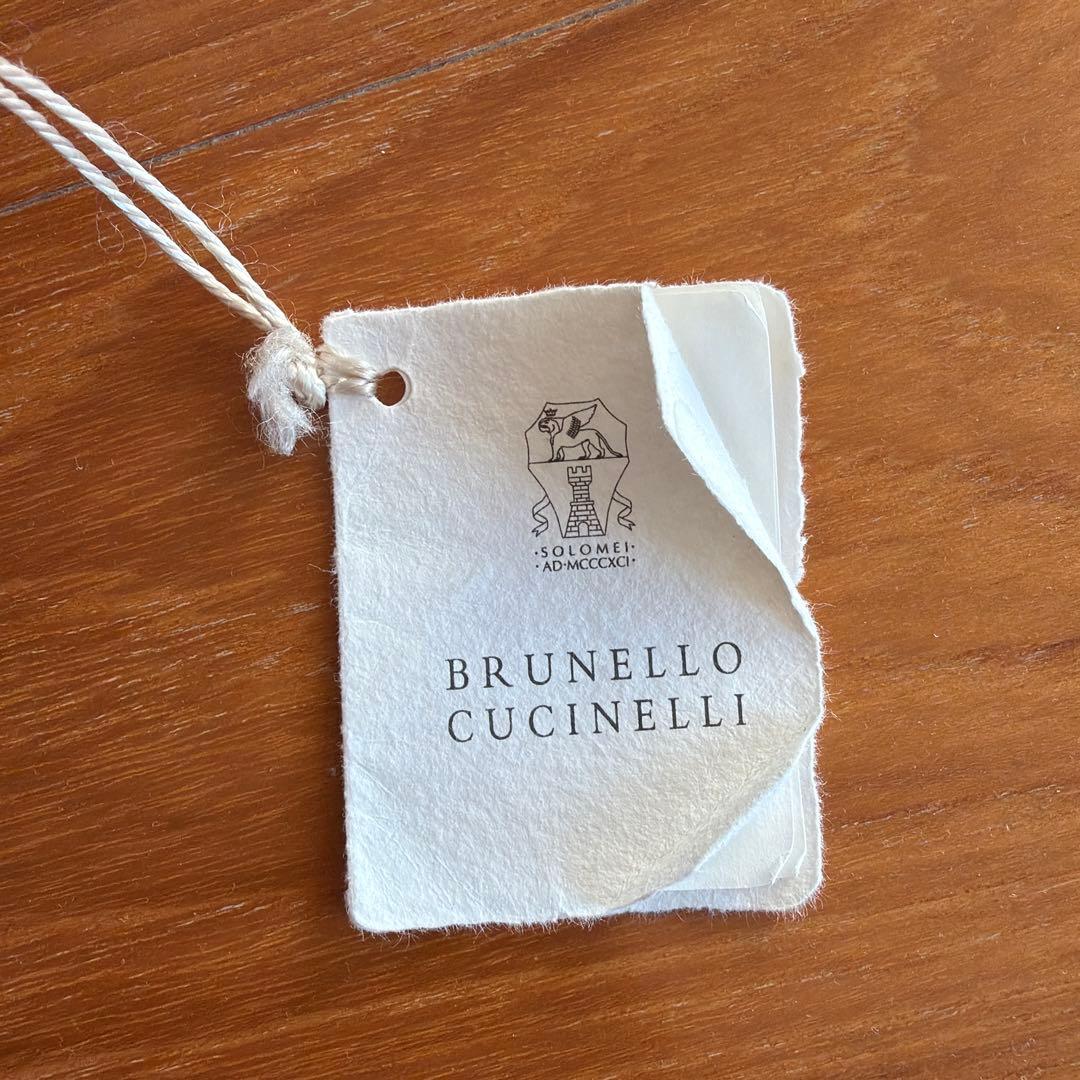 ·SOLOMEI·
·AD·MCCCXCI·
BRUNELLO
CUCINELLI